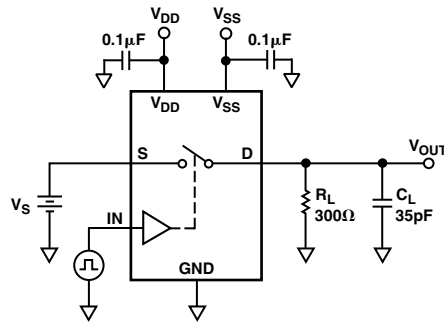 V_DD V_SS
0.1µF 0.1µF
V_DD V_SS
S D V_OUT
V_S
IN
R_L
300Ω
C_L
35pF
GND